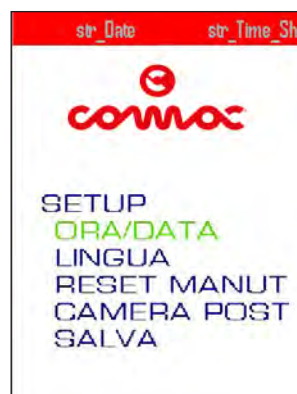 str_Date str_Time_Sh
comac
SETUP
ORA/DATA
LINGUA
RESET MANUT
CAMERA POST
SALVA